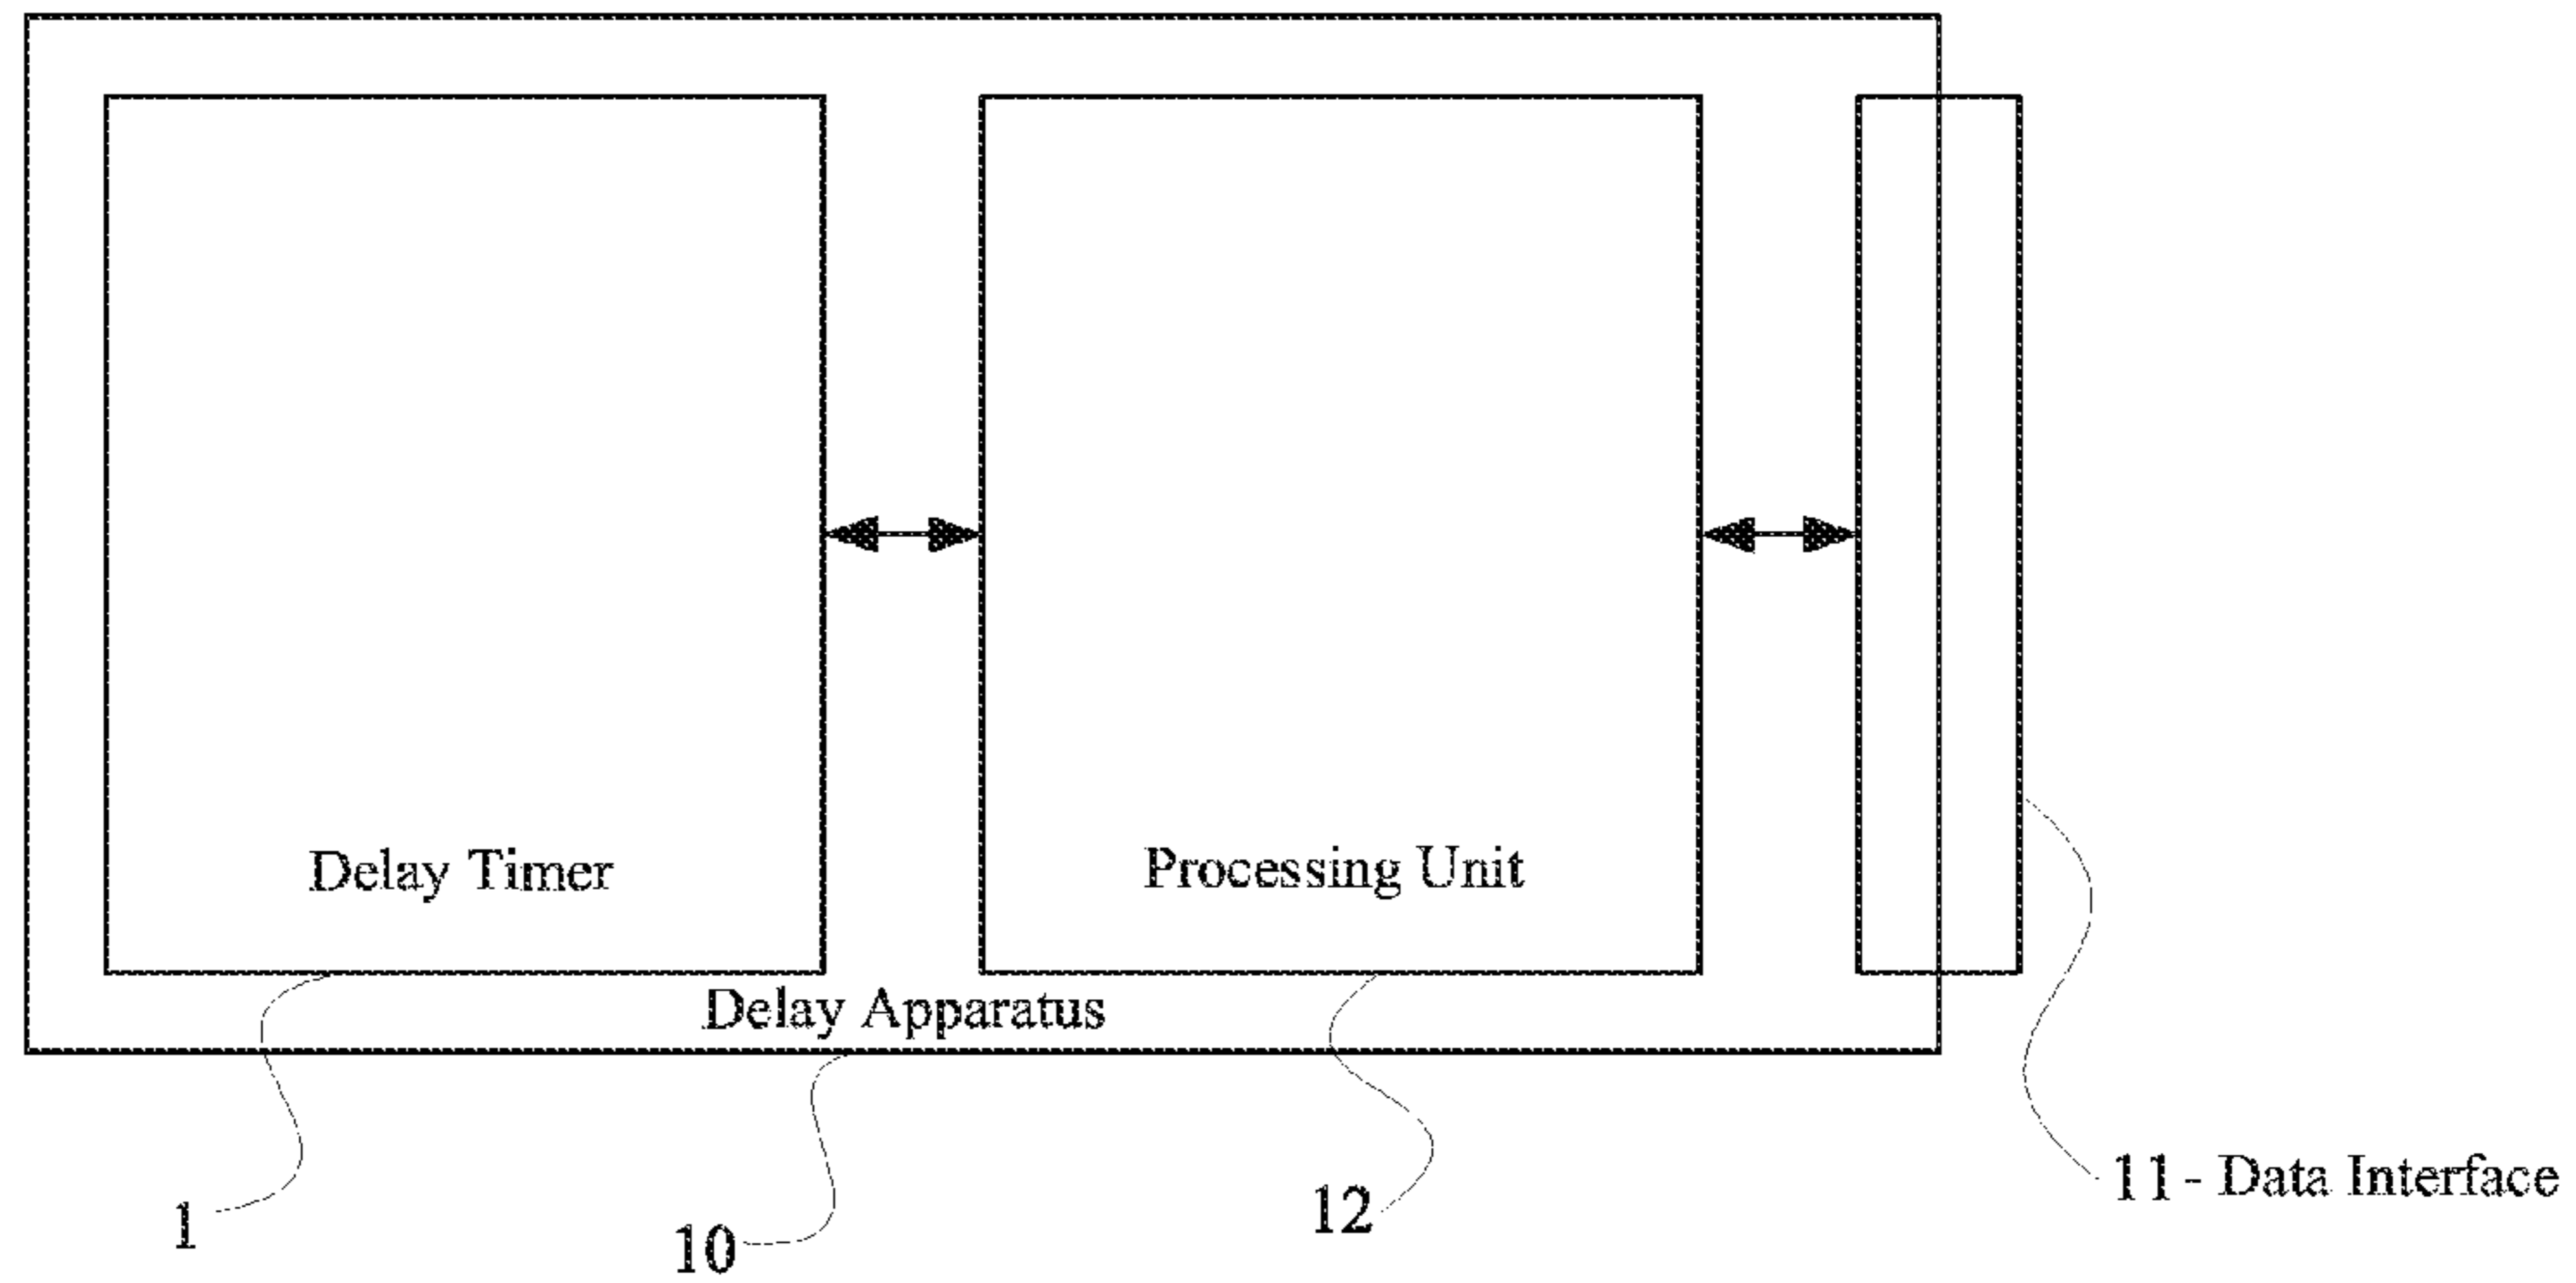 Delay Timer
Processing Unit
Delay Apparatus
1
10
12
11 - Data Interface